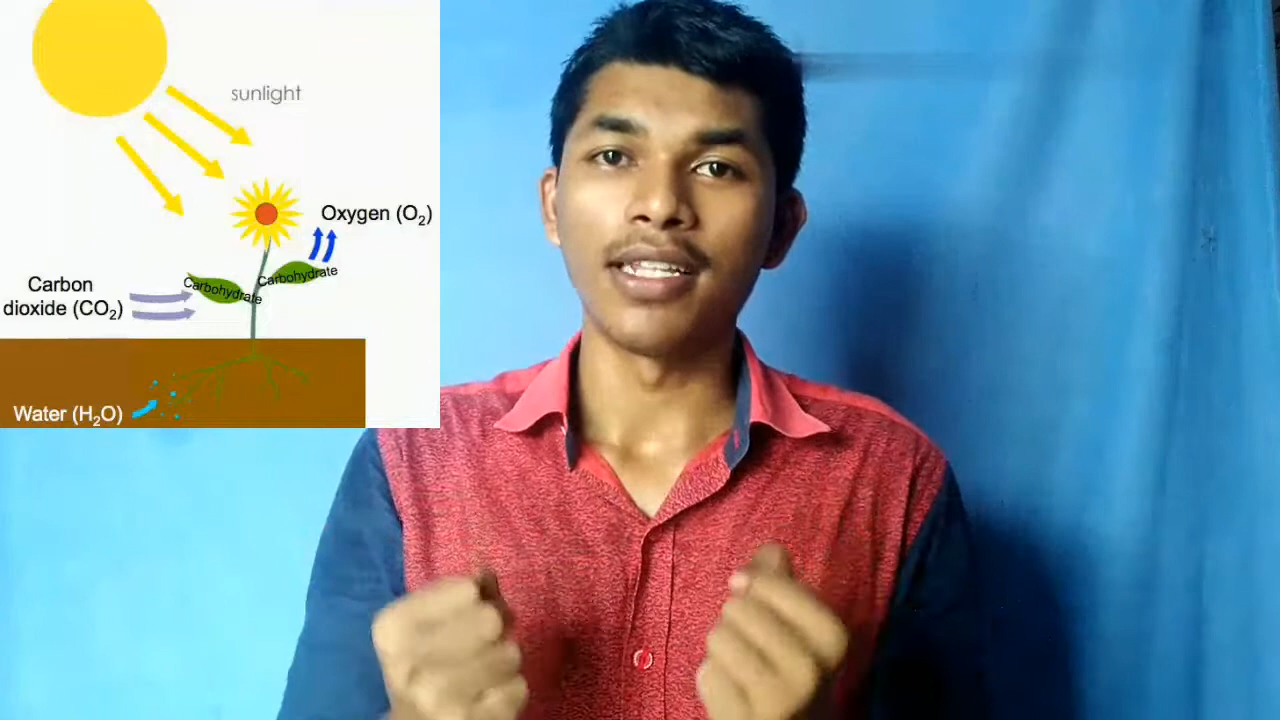 sunlight
Oxygen (O₂)
Carbohydrate
Carbohydrate
Carbon
dioxide (CO₂)
Water (H₂O)